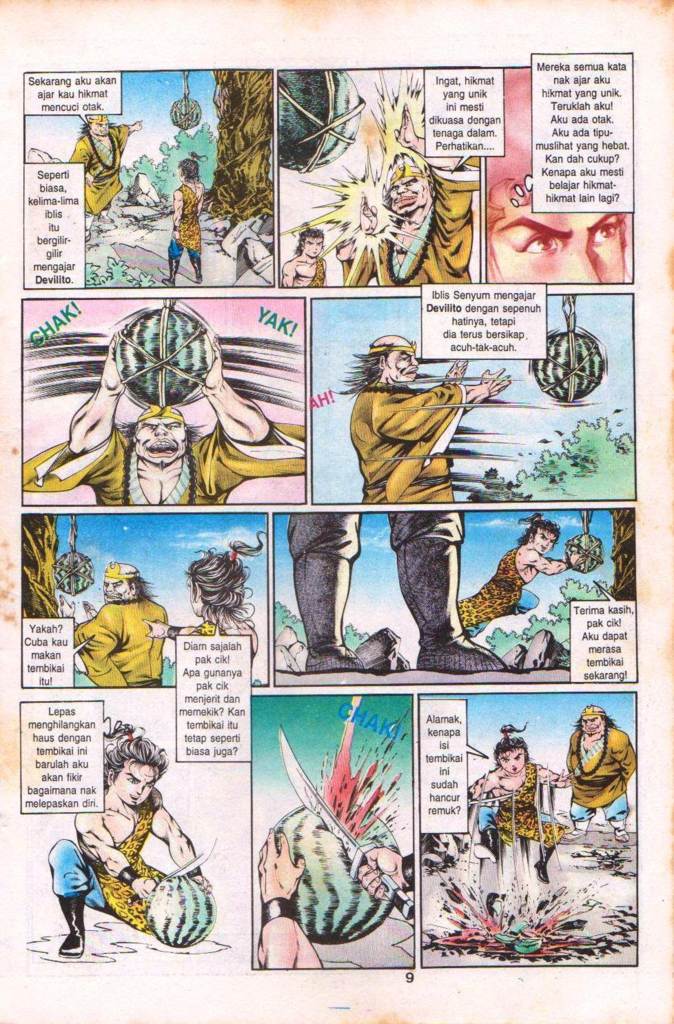 Sekarang aku akan
ajar kau hikmat
mencuci otak.
Seperti
biasa,
kelima-lima
iblis
itu
bergilir-
gilir
mengajar
Devilito.
Ingat, hikmat
yang unik
ini mesti
dikuasa dengan
tenaga dalam.
Perhatikan....
Mereka semua kata
nak ajar aku
hikmat yang unik.
Teruklah aku!
Aku ada otak.
Aku ada tipu-
muslihat yang hebat.
Kan dah cukup?
Kenapa aku mesti
belajar hikmat-
hikmat lain lagi?
CHAK!
YAK!
Iblis Senyum mengajar
Devilito dengan sepenuh
hatinya, tetapi
dia terus bersikap
acuh-tak-acuh.
AH!
Yakah?
Cuba kau
makan
tembikai
itu!
Diam sajalah
pak cik!
Apa gunanya
pak cik
menjerit dan
memekik? Kan
tembikai itu
tetap seperti
biasa juga?
Terima kasih,
pak cik!
Aku dapat
merasa
tembikai
sekarang!
Lepas
menghilangkan
haus dengan
tembikai ini
barulah aku
akan fikir
bagaimana nak
melepaskan diri.
CHAK!
Alamak,
kenapa
isi
tembikai
ini
sudah
hancur
remuk?
9